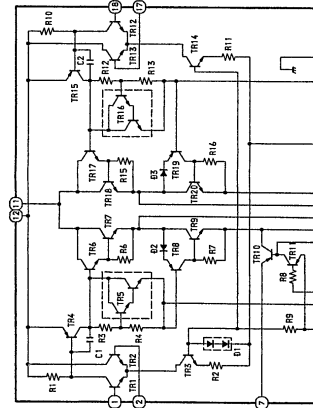 12 11
18
17
R10
TR12
TR13
TR14
R11
TR15
C2
R12
TR16
R13
TR17
TR18
R15
D3
TR19
TR20
R16
TR7
TR6
R6
D2
TR9
TR8
R7
TR4
TR5
R3
R4
C1
TR2
R1
TR1
1
2
TR3
R2
D1
TR10
TR11
R8
R9
7